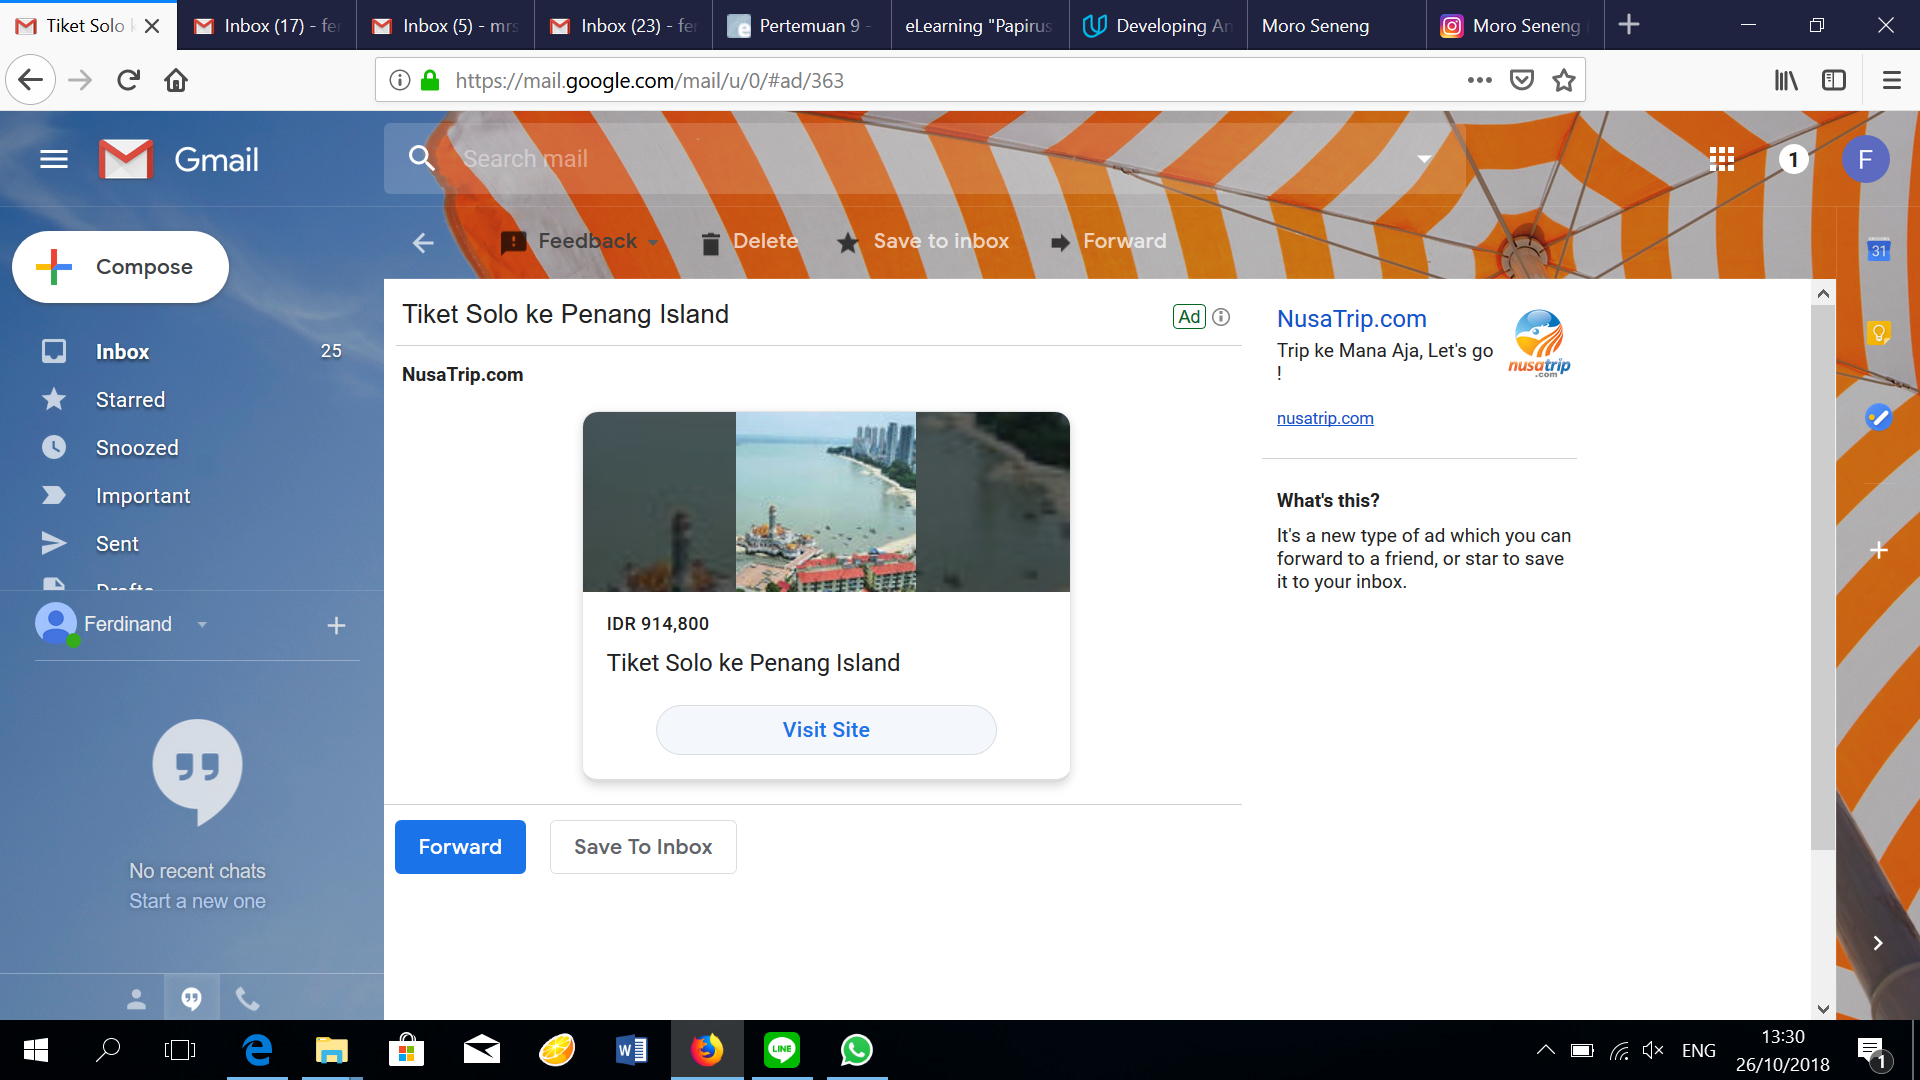 Tiket Solo k
Inbox (17) - fe
Inbox (5) - mrs
Inbox (23) - fe
Pertemuan 9 -
eLearning "Papirus
Developing An
Moro Seneng
Moro Seneng
https://mail.google.com/mail/u/0/#ad/363
Gmail
Search mail
1
F
Feedback
Delete
Save to inbox
Forward
Compose
31
Inbox 25
Starred
Snoozed
Important
Sent
Drafts
Ferdinand
No recent chats
Start a new one
Tiket Solo ke Penang Island
Ad
NusaTrip.com
IDR 914,800
Tiket Solo ke Penang Island
Visit Site
Forward
Save To Inbox
NusaTrip.com
Trip ke Mana Aja, Let's go
!
nusatrip
.com
nusatrip.com
What's this?
It's a new type of ad which you can
forward to a friend, or star to save
it to your inbox.
W
LINE
ENG
13:30
26/10/2018
1